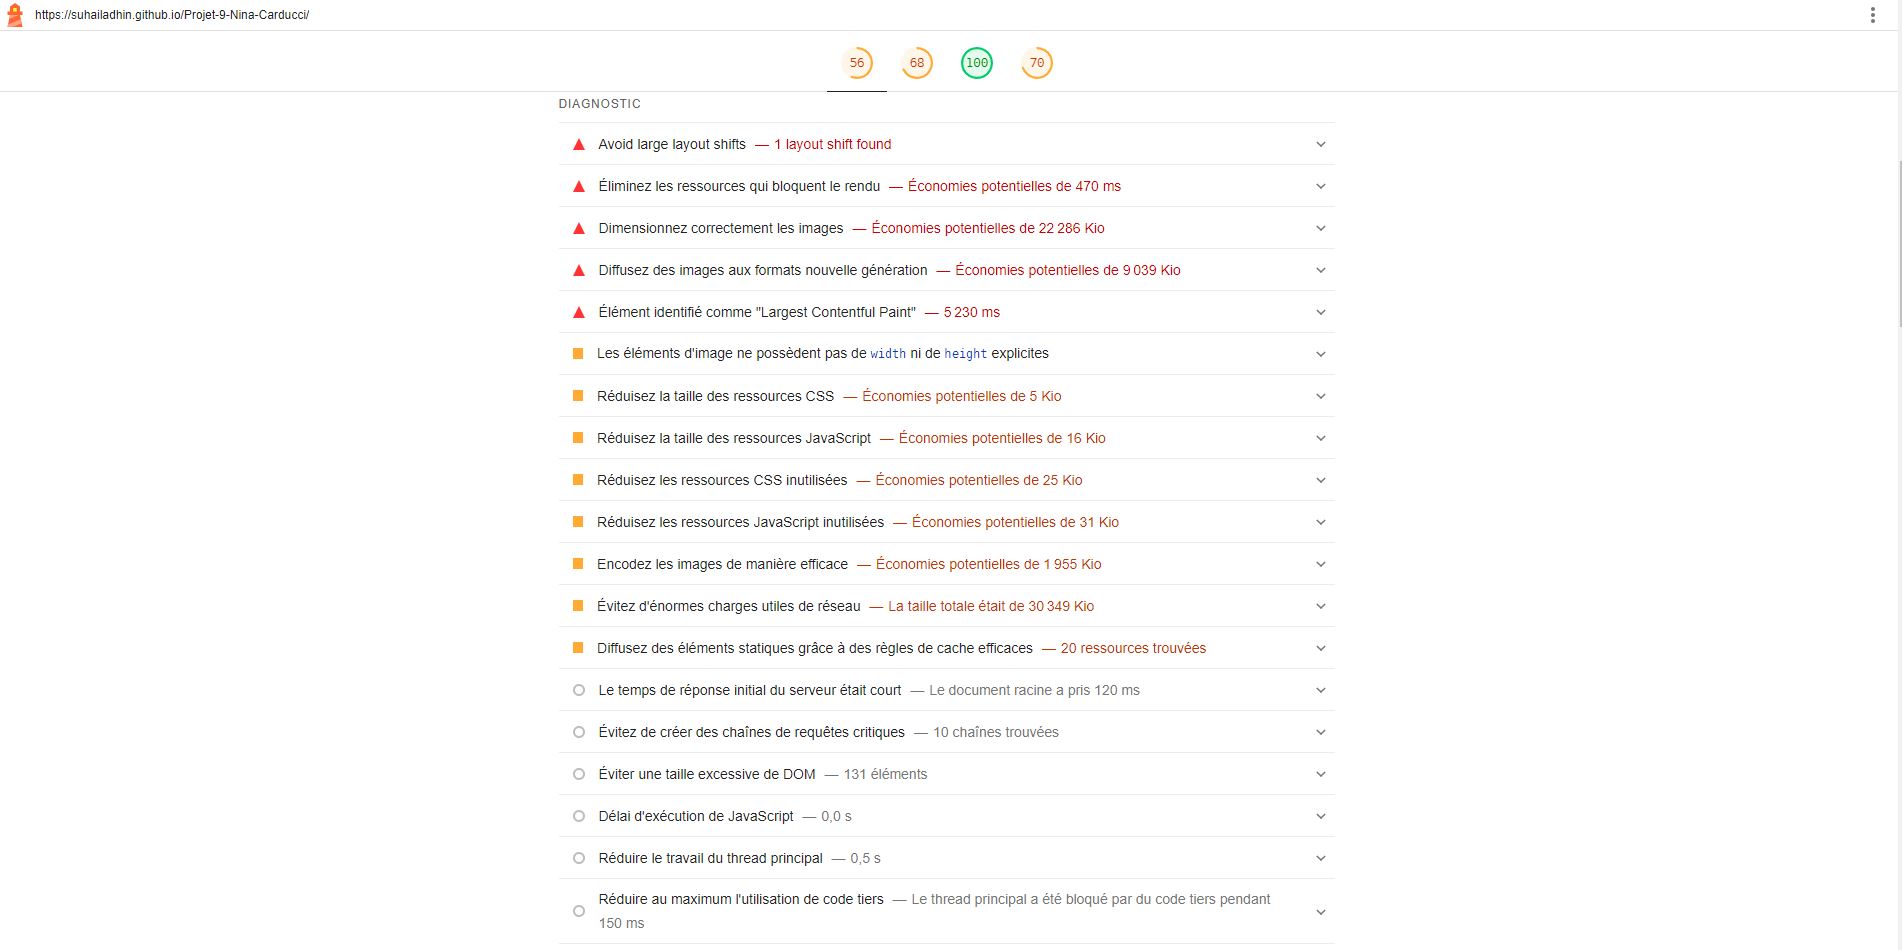 https://suhailadhin.github.io/Projet-9-Nina-Carducci/
56 68 100 70
DIAGNOSTIC
Avoid large layout shifts — 1 layout shift found
Éliminez les ressources qui bloquent le rendu — Économies potentielles de 470 ms
Dimensionnez correctement les images — Économies potentielles de 22 286 Kio
Diffusez des images aux formats nouvelle génération — Économies potentielles de 9 039 Kio
Élément identifié comme "Largest Contentful Paint" — 5 230 ms
Les éléments d'image ne possèdent pas de width ni de height explicites
Réduisez la taille des ressources CSS — Économies potentielles de 5 Kio
Réduisez la taille des ressources JavaScript — Économies potentielles de 16 Kio
Réduisez les ressources CSS inutilisées — Économies potentielles de 25 Kio
Réduisez les ressources JavaScript inutilisées — Économies potentielles de 31 Kio
Encodez les images de manière efficace — Économies potentielles de 1 955 Kio
Évitez d'énormes charges utiles de réseau — La taille totale était de 30 349 Kio
Diffusez des éléments statiques grâce à des règles de cache efficaces — 20 ressources trouvées
Le temps de réponse initial du serveur était court — Le document racine a pris 120 ms
Évitez de créer des chaînes de requêtes critiques — 10 chaînes trouvées
Éviter une taille excessive de DOM — 131 éléments
Délai d'exécution de JavaScript — 0,0 s
Réduire le travail du thread principal — 0,5 s
Réduire au maximum l'utilisation de code tiers — Le thread principal a été bloqué par du code tiers pendant
150 ms